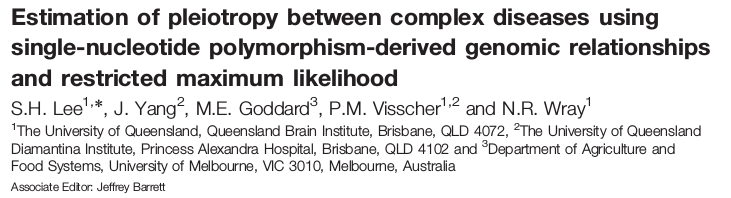 Estimation of pleiotropy between complex diseases using
single-nucleotide polymorphism-derived genomic relationships
and restricted maximum likelihood
S.H. Lee1,*, J. Yang2, M.E. Goddard3, P.M. Visscher1,2 and N.R. Wray1
1The University of Queensland, Queensland Brain Institute, Brisbane, QLD 4072, 2The University of Queensland
Diamantina Institute, Princess Alexandra Hospital, Brisbane, QLD 4102 and 3Department of Agriculture and
Food Systems, University of Melbourne, VIC 3010, Melbourne, Australia
Associate Editor: Jeffrey Barrett